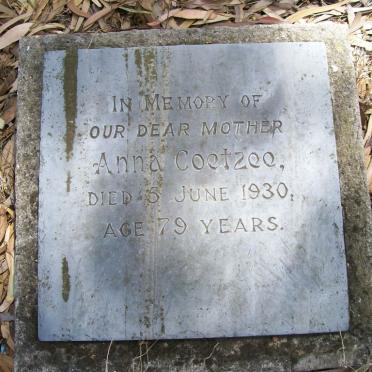 In Memory of
our dear mother
Anna Coetzee,
died 5 June 1930,
age 79 years.